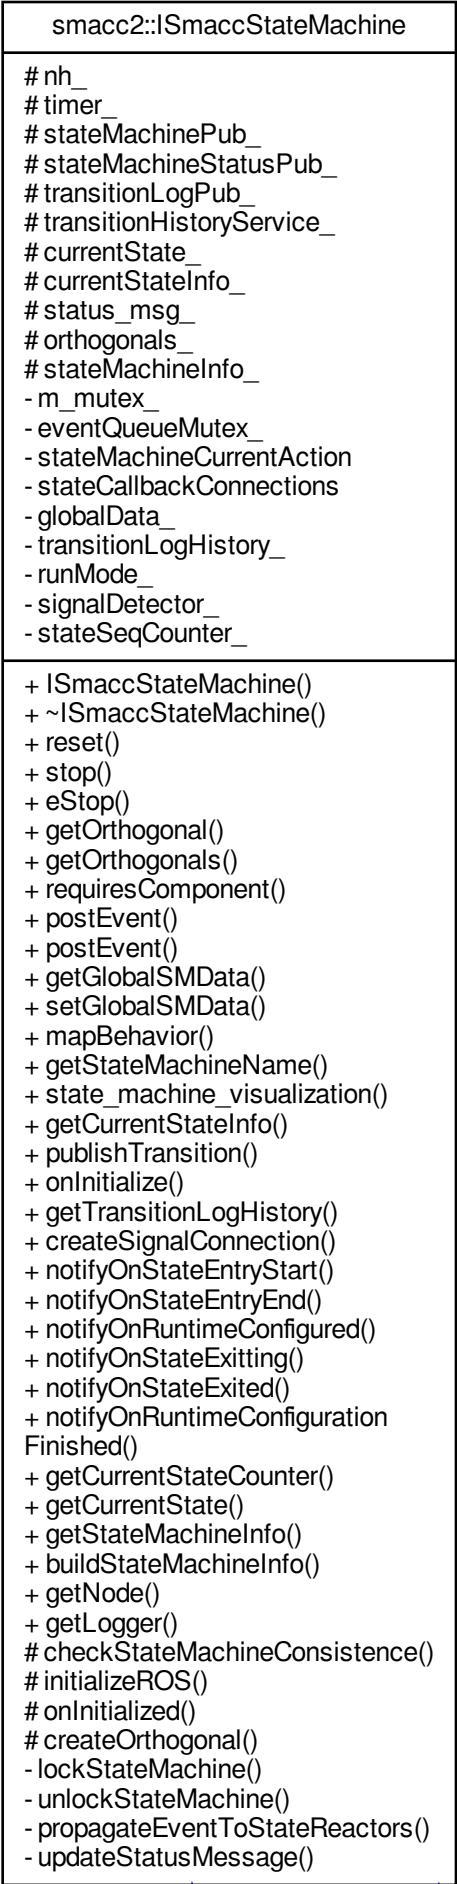 smacc2::ISmaccStateMachine
# nh_
# timer_
# stateMachinePub_
# stateMachineStatusPub_
# transitionLogPub_
# transitionHistoryService_
# currentState_
# currentStateInfo_
# status_msg_
# orthogonals_
# stateMachineInfo_
- m_mutex_
- eventQueueMutex_
- stateMachineCurrentAction
- stateCallbackConnections
- globalData_
- transitionLogHistory_
- runMode_
- signalDetector_
- stateSeqCounter_
+ ISmaccStateMachine()
+ ~ISmaccStateMachine()
+ reset()
+ stop()
+ eStop()
+ getOrthogonal()
+ getOrthogonals()
+ requiresComponent()
+ postEvent()
+ postEvent()
+ getGlobalSMData()
+ setGlobalSMData()
+ mapBehavior()
+ getStateMachineName()
+ state_machine_visualization()
+ getCurrentStateInfo()
+ publishTransition()
+ onInitialize()
+ getTransitionLogHistory()
+ createSignalConnection()
+ notifyOnStateEntryStart()
+ notifyOnStateEntryEnd()
+ notifyOnRuntimeConfigured()
+ notifyOnStateExitting()
+ notifyOnStateExited()
+ notifyOnRuntimeConfiguration
Finished()
+ getCurrentStateCounter()
+ getCurrentState()
+ getStateMachineInfo()
+ buildStateMachineInfo()
+ getNode()
+ getLogger()
# checkStateMachineConsistence()
# initializeROS()
# onInitialized()
# createOrthogonal()
- lockStateMachine()
- unlockStateMachine()
- propagateEventToStateReactors()
- updateStatusMessage()